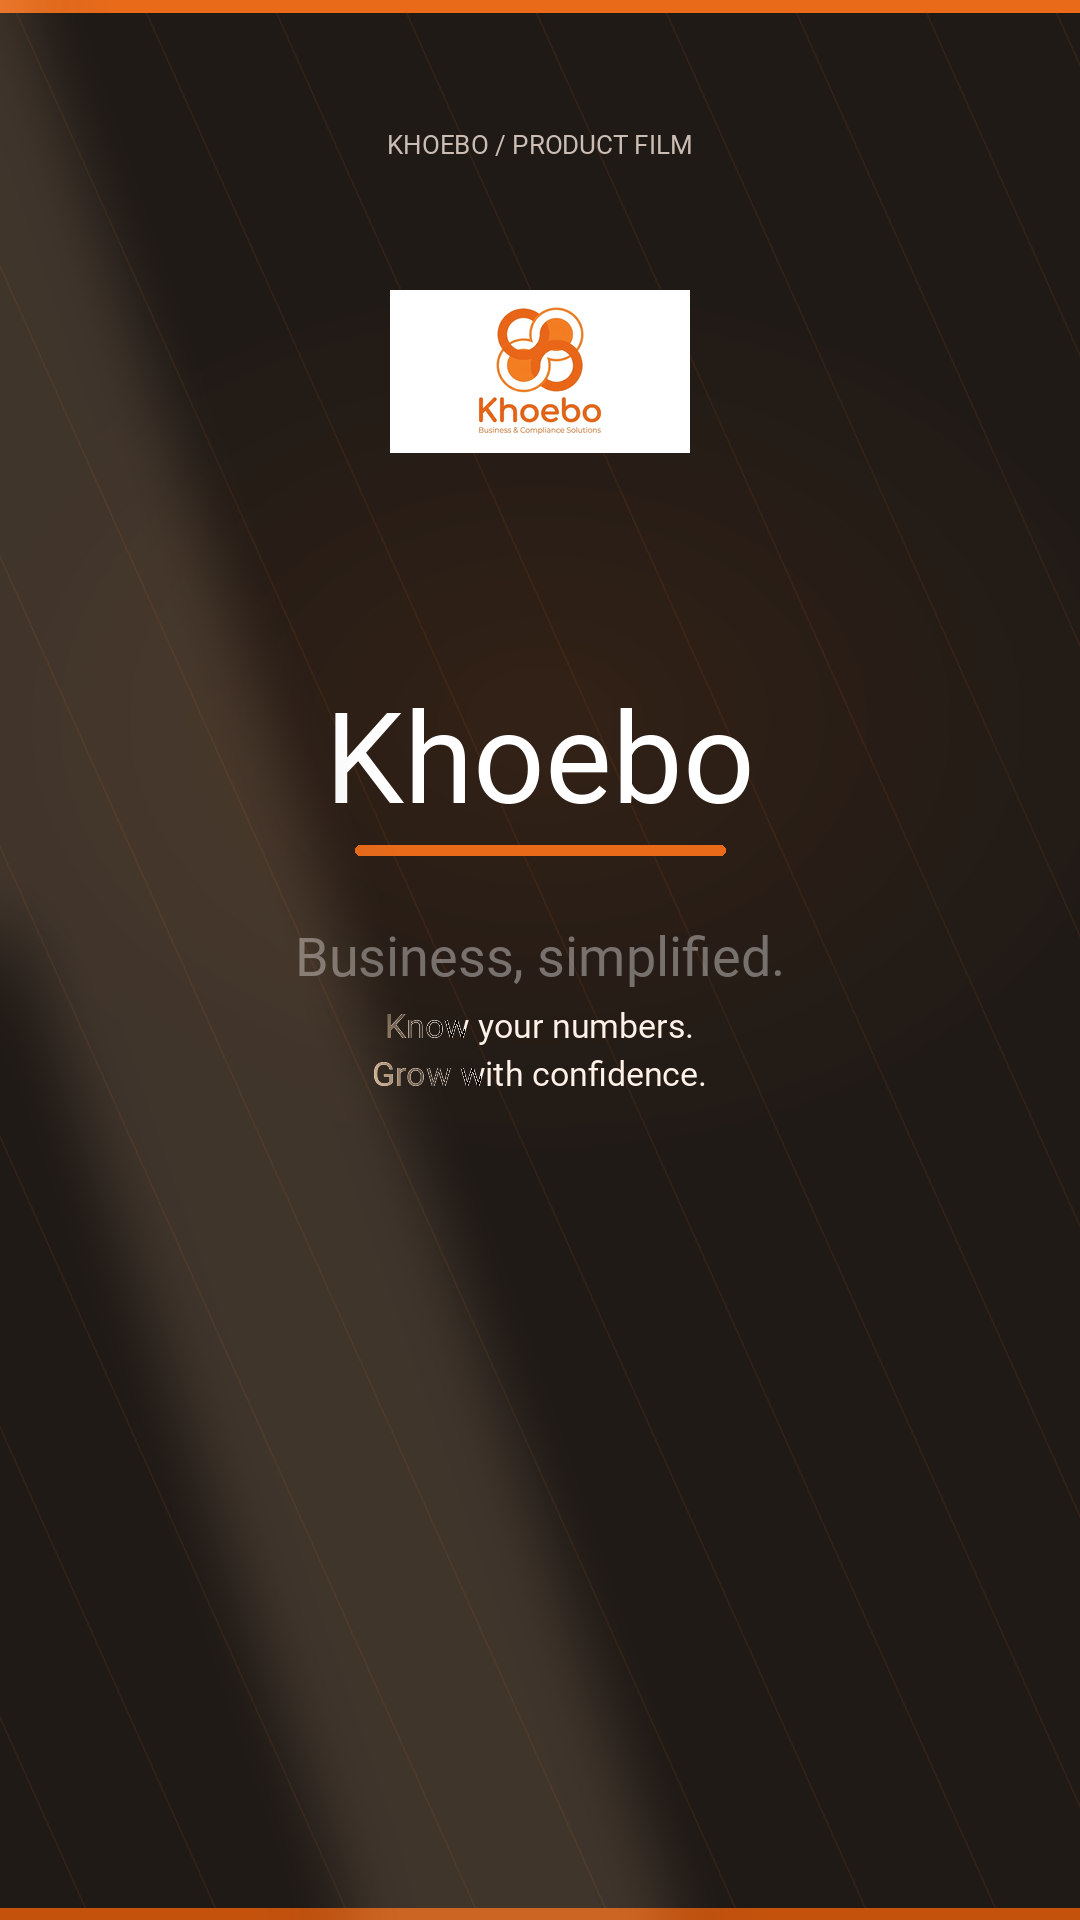 KHOEBO / PRODUCT FILM
Khoebo
Business & Compliance Solutions
Khoebo
Business, simplified.
Know your numbers.
Grow with confidence.